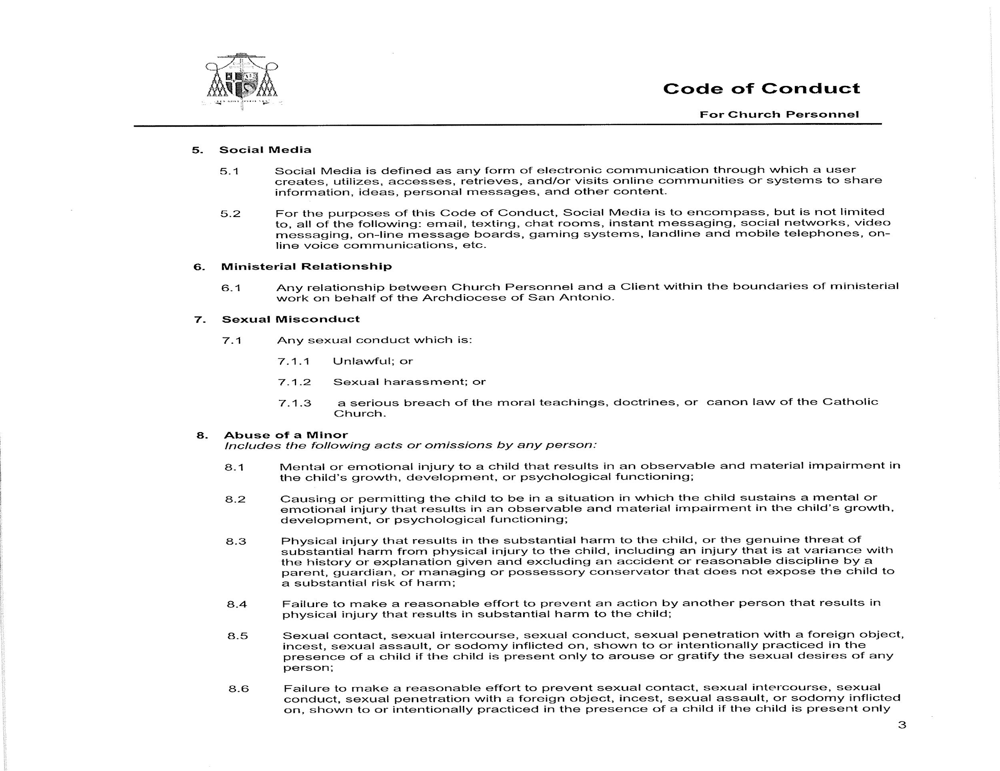 Code of Conduct
For Church Personnel
5. Social Media
5.1 Social Media is defined as any form of electronic communication through which a user
creates, utilizes, accesses, retrieves, and/or visits online communities or systems to share
information, ideas, personal messages, and other content.
5.2 For the purposes of this Code of Conduct, Social Media is to encompass, but is not limited
to, all of the following: email, texting, chat rooms, instant messaging, social networks, video
messaging, on-line message boards, gaming systems, landline and mobile telephones, on-
line voice communications, etc.
6. Ministerial Relationship
6.1 Any relationship between Church Personnel and a Client within the boundaries of ministerial
work on behalf of the Archdiocese of San Antonio.
7. Sexual Misconduct
7.1 Any sexual conduct which is:
7.1.1 Unlawful; or
7.1.2 Sexual harassment; or
7.1.3 a serious breach of the moral teachings, doctrines, or canon law of the Catholic
Church.
8. Abuse of a Minor
Includes the following acts or omissions by any person:
8.1 Mental or emotional injury to a child that results in an observable and material impairment in
the child's growth, development, or psychological functioning;
8.2 Causing or permitting the child to be in a situation in which the child sustains a mental or
emotional injury that results in an observable and material impairment in the child's growth,
development, or psychological functioning;
8.3 Physical injury that results in the substantial harm to the child, or the genuine threat of
substantial harm from physical injury to the child, including an injury that is at variance with
the history or explanation given and excluding an accident or reasonable discipline by a
parent, guardian, or managing or possessory conservator that does not expose the child to
a substantial risk of harm;
8.4 Failure to make a reasonable effort to prevent an action by another person that results in
physical injury that results in substantial harm to the child;
8.5 Sexual contact, sexual intercourse, sexual conduct, sexual penetration with a foreign object,
incest, sexual assault, or sodomy inflicted on, shown to or intentionally practiced in the
presence of a child if the child is present only to arouse or gratify the sexual desires of any
person;
8.6 Failure to make a reasonable effort to prevent sexual contact, sexual intercourse, sexual
conduct, sexual penetration with a foreign object, incest, sexual assault, or sodomy inflicted
on, shown to or intentionally practiced in the presence of a child if the child is present only
3